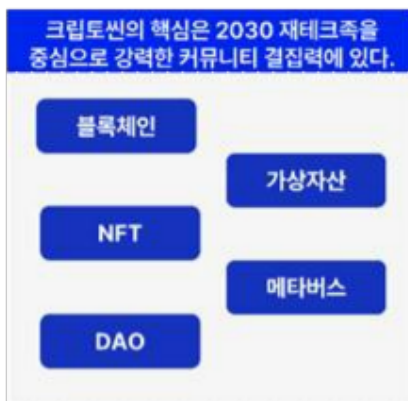 크립토씬의 핵심은 2030 재테크족을
중심으로 강력한 커뮤니티 결집력에 있다.
블록체인
가상자산
NFT
메타버스
DAO